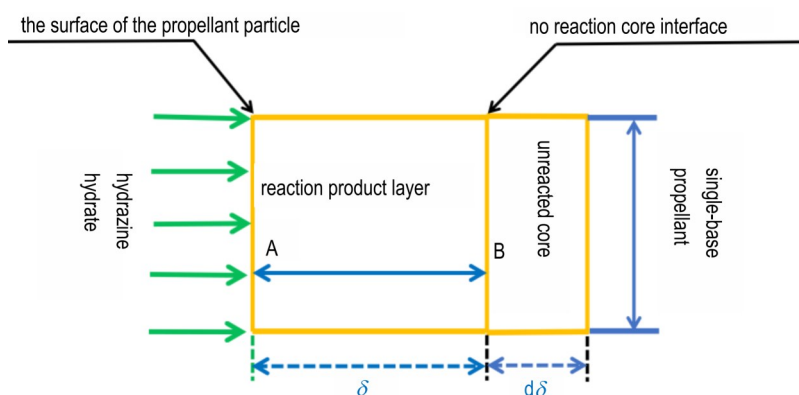 the surface of the propellant particle
no reaction core interface
hydrazine
hydrate
reaction product layer
A
B
unreacted core
single-base
propellant
δ
dδ